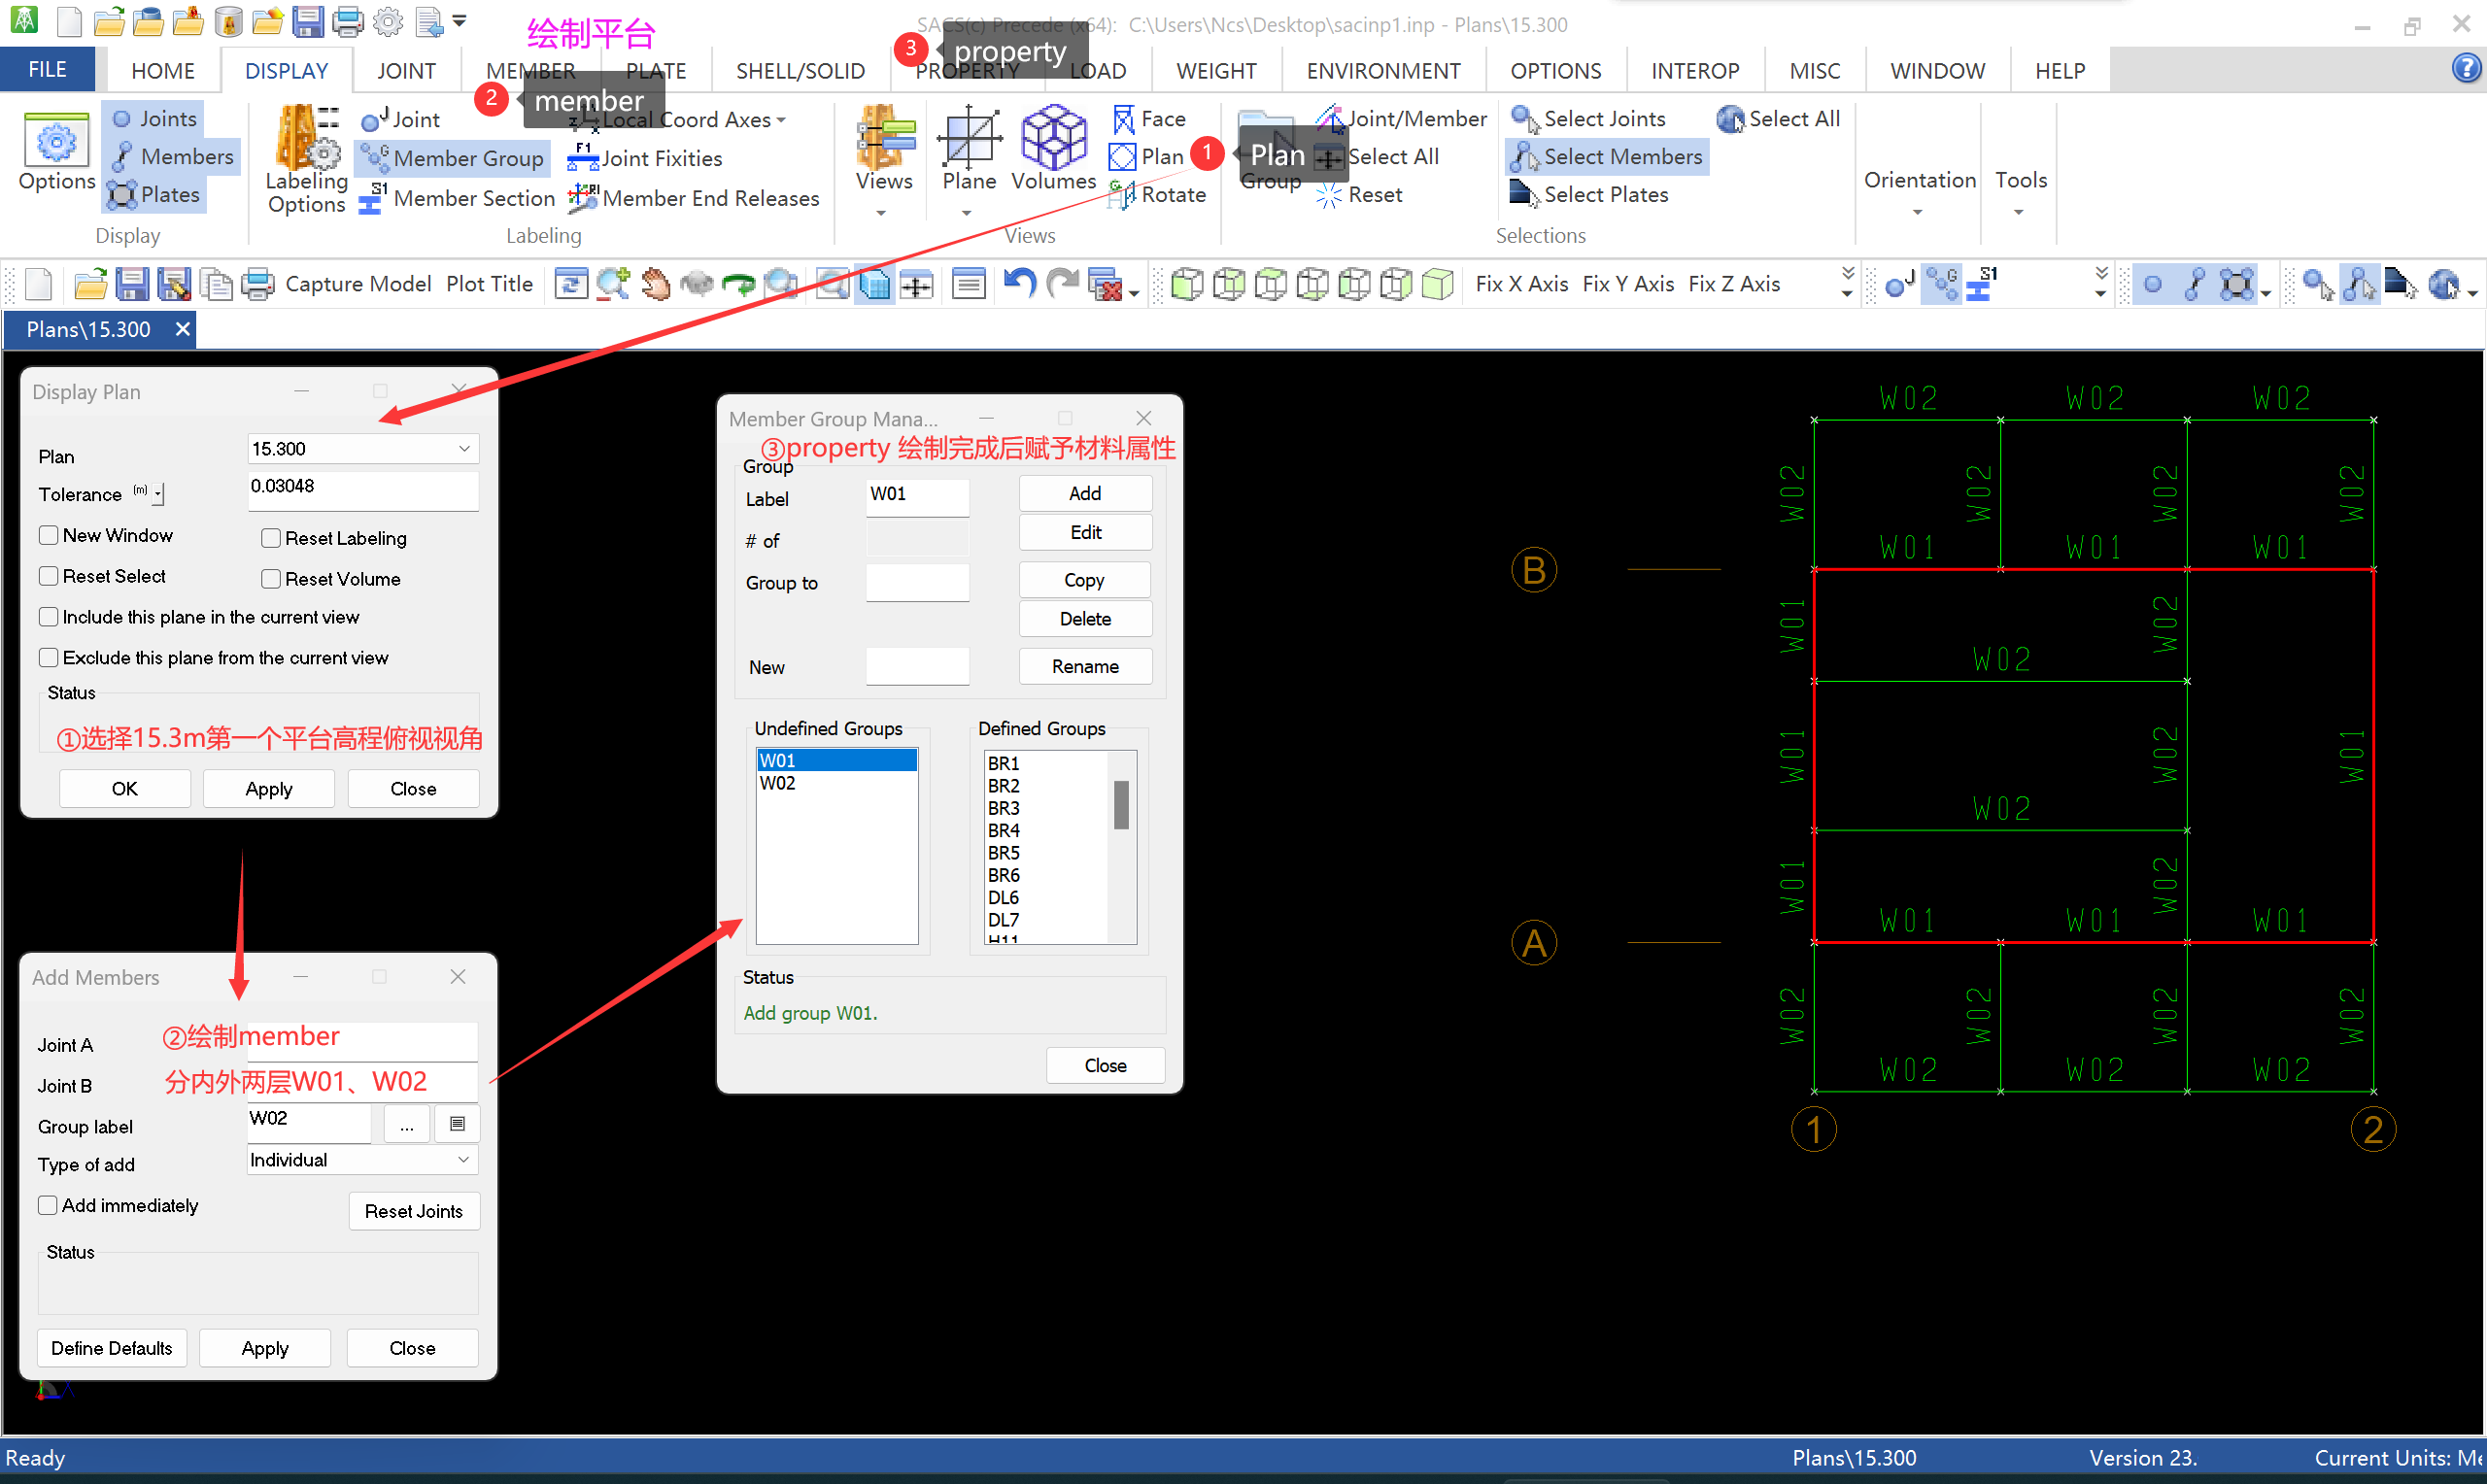 SACS(c) Precede (x64):  C:\Users\Ncs\Desktop\sacinp1.inp - Plans\15.300
绘制平台
3 property
FILE HOME DISPLAY JOINT MEMBER PLATE SHELL/SOLID PROPERTY LOAD WEIGHT ENVIRONMENT OPTIONS INTEROP MISC WINDOW HELP
2 member
Options
Joints
Members
Plates
Display
Labeling Options
Joint
Member Group
Member Section
Local Coord Axes
Joint Fixities
Member End Releases
Labeling
Views
Plane
Volumes
Face
Plan
Rotate
Views
1 Plan
Group
Joint/Member
Select All
Reset
Select Joints
Select Members
Select Plates
Select All
Selections
Orientation
Tools
Capture Model Plot Title Fix X Axis Fix Y Axis Fix Z Axis
Plans\15.300
Display Plan
Plan 15.300
Tolerance (m) 0.03048
New Window Reset Labeling
Reset Select Reset Volume
Include this plane in the current view
Exclude this plane from the current view
Status
①选择15.3m第一个平台高程俯视视角
OK Apply Close
Add Members
Joint A
②绘制member
Joint B
分内外两层W01、W02
Group label W02 ...
Type of add Individual
Add immediately Reset Joints
Status
Define Defaults Apply Close
Member Group Mana...
③property 绘制完成后赋予材料属性
Group
Label W01 Add
Edit
# of
Group to Copy
Delete
New Rename
Undefined Groups
W01
W02
Defined Groups
BR1
BR2
BR3
BR4
BR5
BR6
DL6
DL7
H11
Status
Add group W01.
Close
W02 W02 W02
W02 W02 W02 W02
W01 W01 W01
B
W01 W02
W02
W01 W02 W01
W02
W01 W02
W01 W01 W01
A
W02 W02 W02 W02
W02 W02 W02
1 2
Ready Plans\15.300 Version 23. Current Units: Me